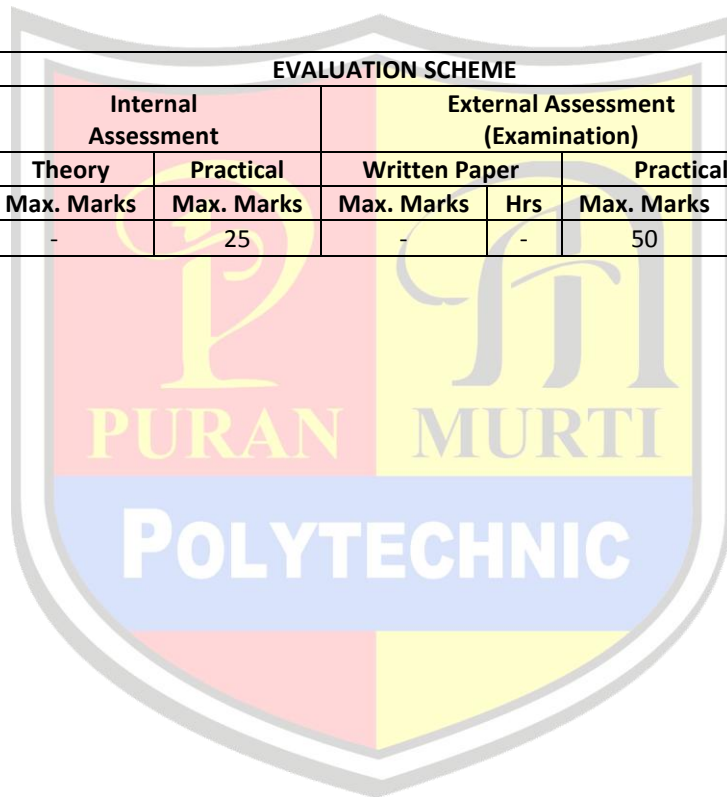 EVALUATION SCHEME
Internal Assessment External Assessment (Examination)
Theory Practical Written Paper Practical
Max. Marks Max. Marks Max. Marks Hrs Max. Marks
- 25 - - 50
PURAN MURTI
POLYTECHNIC